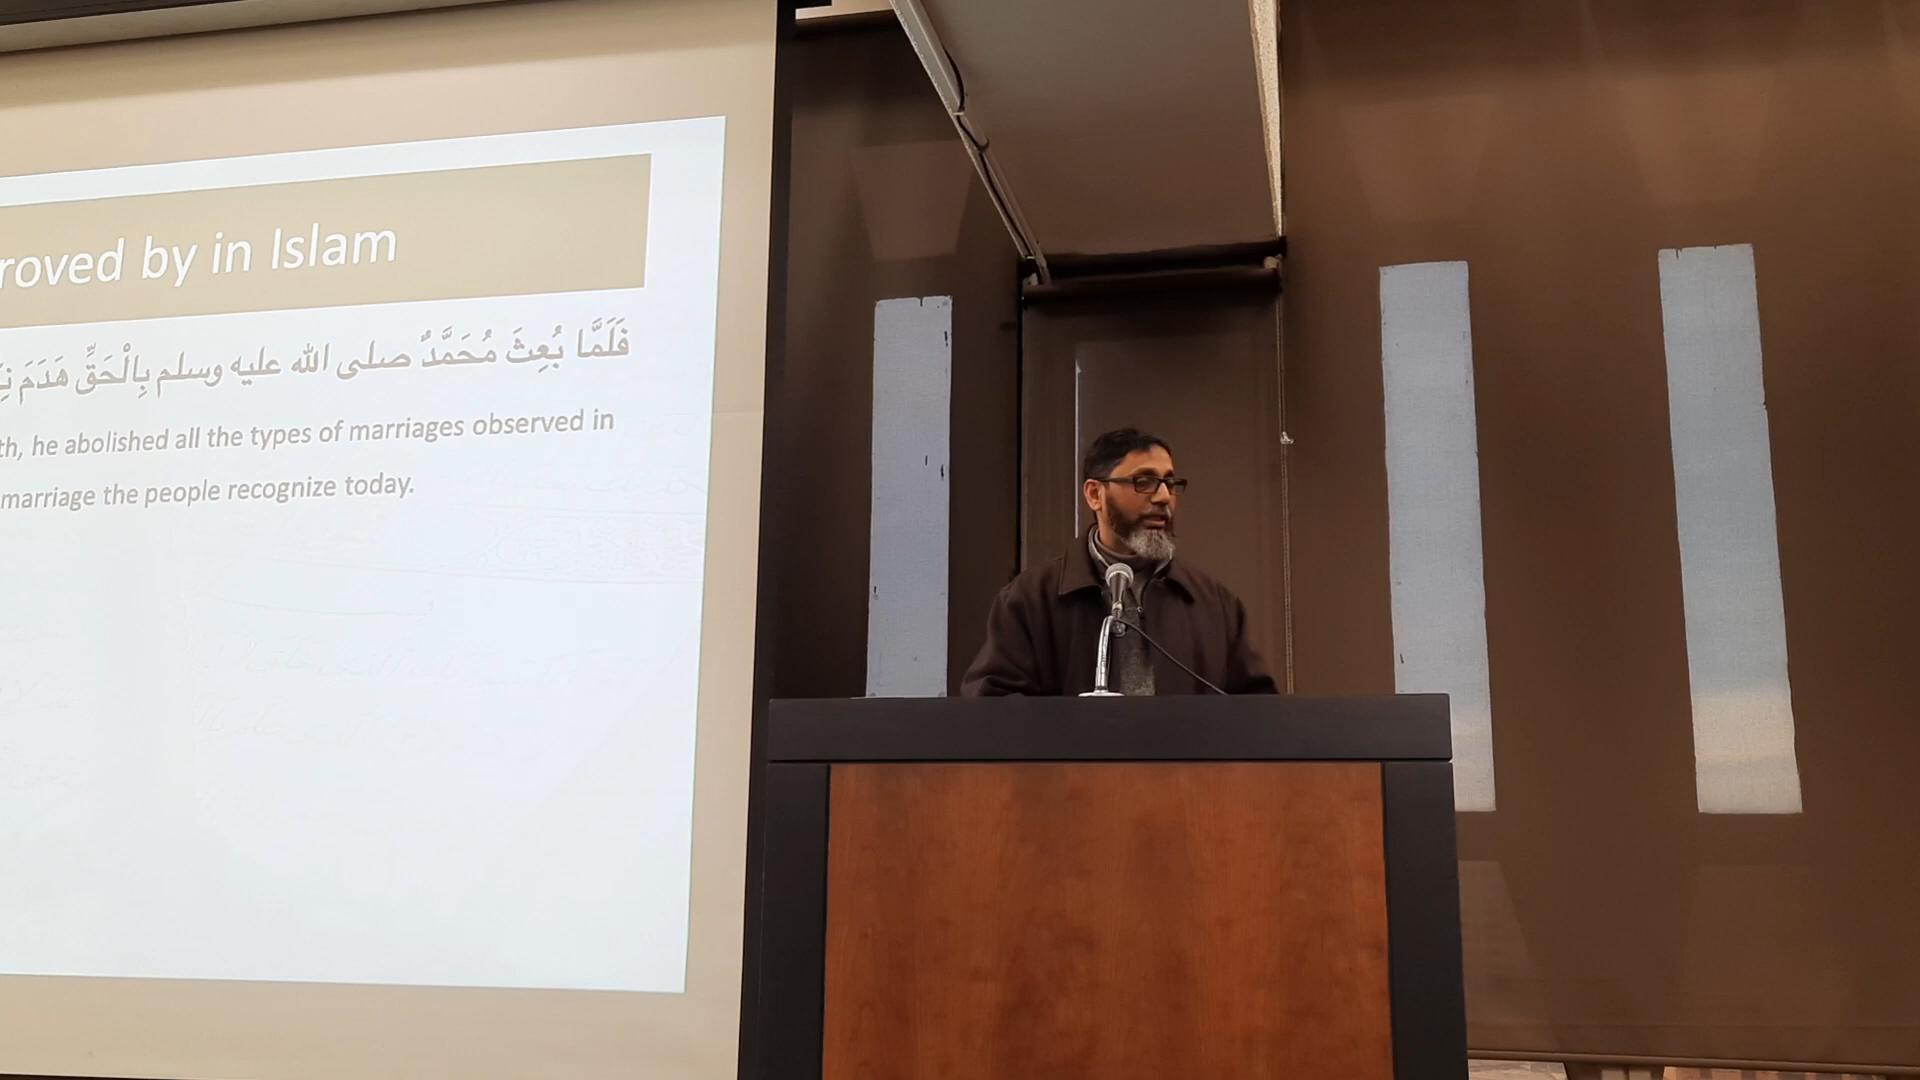 roved by in Islam
فَلَمَّا بُعِثَ مُحَمَّدٌ صلى الله عليه وسلم بِالْحَقِّ هَدَمَ
th, he abolished all the types of marriages observed in
marriage the people recognize today.